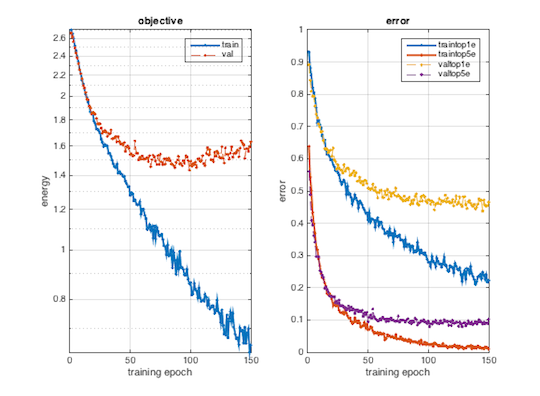 objective
train
val
2.6
2.4
2.2
2
1.8
1.6
1.4
1.2
1
0.8
energy
0
50
100
150
training epoch
error
traintop1e
traintop5e
valtop1e
valtop5e
1
0.9
0.8
0.7
0.6
0.5
0.4
0.3
0.2
0.1
0
error
0
50
100
150
training epoch